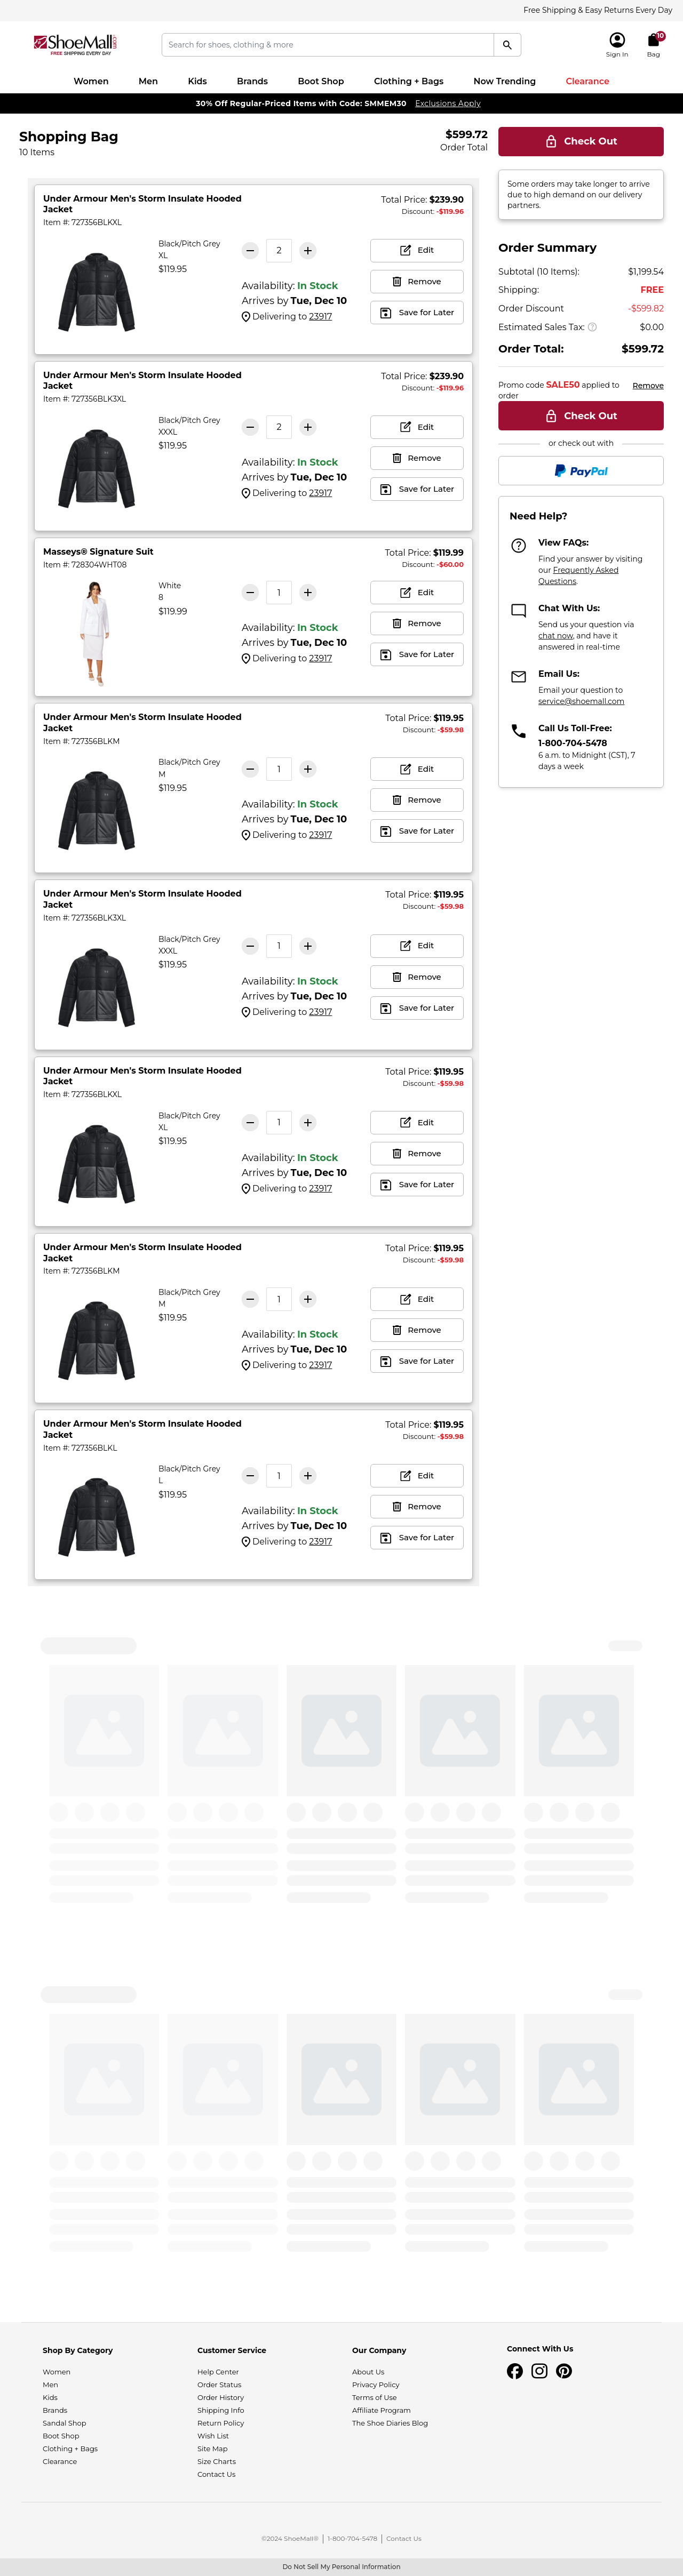 Free Shipping & Easy Returns Every Day
ShoeMall.COM
FREE SHIPPING EVERY DAY
Search for shoes, clothing & more
Sign In
10
Bag
Women Men Kids Brands Boot Shop Clothing + Bags Now Trending Clearance
30% Off Regular-Priced Items with Code: SMMEM30 Exclusions Apply
Shopping Bag
10 Items
$599.72
Order Total
Check Out
Some orders may take longer to arrive
due to high demand on our delivery
partners.
Order Summary
Subtotal (10 Items): $1,199.54
Shipping: FREE
Order Discount -$599.82
Estimated Sales Tax: ? $0.00
Order Total: $599.72
Promo code SALE50 applied to
order
Remove
Check Out
or check out with
PayPal
Need Help?
View FAQs:
Find your answer by visiting
our Frequently Asked
Questions.
Chat With Us:
Send us your question via
chat now, and have it
answered in real-time
Email Us:
Email your question to
service@shoemall.com
Call Us Toll-Free:
1-800-704-5478
6 a.m. to Midnight (CST), 7
days a week
Under Armour Men's Storm Insulate Hooded
Jacket
Item #: 727356BLKXL
Total Price: $239.90
Discount: -$119.96
Black/Pitch Grey
XL
$119.95
2
Availability: In Stock
Arrives by Tue, Dec 10
Delivering to 23917
Edit
Remove
Save for Later
Under Armour Men's Storm Insulate Hooded
Jacket
Item #: 727356BLK3XL
Total Price: $239.90
Discount: -$119.96
Black/Pitch Grey
XXXL
$119.95
2
Availability: In Stock
Arrives by Tue, Dec 10
Delivering to 23917
Edit
Remove
Save for Later
Masseys® Signature Suit
Item #: 728304WHT08
Total Price: $119.99
Discount: -$60.00
White
8
$119.99
1
Availability: In Stock
Arrives by Tue, Dec 10
Delivering to 23917
Edit
Remove
Save for Later
Under Armour Men's Storm Insulate Hooded
Jacket
Item #: 727356BLKM
Total Price: $119.95
Discount: -$59.98
Black/Pitch Grey
M
$119.95
1
Availability: In Stock
Arrives by Tue, Dec 10
Delivering to 23917
Edit
Remove
Save for Later
Under Armour Men's Storm Insulate Hooded
Jacket
Item #: 727356BLK3XL
Total Price: $119.95
Discount: -$59.98
Black/Pitch Grey
XXXL
$119.95
1
Availability: In Stock
Arrives by Tue, Dec 10
Delivering to 23917
Edit
Remove
Save for Later
Under Armour Men's Storm Insulate Hooded
Jacket
Item #: 727356BLKXL
Total Price: $119.95
Discount: -$59.98
Black/Pitch Grey
XL
$119.95
1
Availability: In Stock
Arrives by Tue, Dec 10
Delivering to 23917
Edit
Remove
Save for Later
Under Armour Men's Storm Insulate Hooded
Jacket
Item #: 727356BLKM
Total Price: $119.95
Discount: -$59.98
Black/Pitch Grey
M
$119.95
1
Availability: In Stock
Arrives by Tue, Dec 10
Delivering to 23917
Edit
Remove
Save for Later
Under Armour Men's Storm Insulate Hooded
Jacket
Item #: 727356BLKL
Total Price: $119.95
Discount: -$59.98
Black/Pitch Grey
L
$119.95
1
Availability: In Stock
Arrives by Tue, Dec 10
Delivering to 23917
Edit
Remove
Save for Later
Shop By Category
Women
Men
Kids
Brands
Sandal Shop
Boot Shop
Clothing + Bags
Clearance
Customer Service
Help Center
Order Status
Order History
Shipping Info
Return Policy
Wish List
Site Map
Size Charts
Contact Us
Our Company
About Us
Privacy Policy
Terms of Use
Affiliate Program
The Shoe Diaries Blog
Connect With Us
©2024 ShoeMall® 1-800-704-5478 Contact Us
Do Not Sell My Personal Information